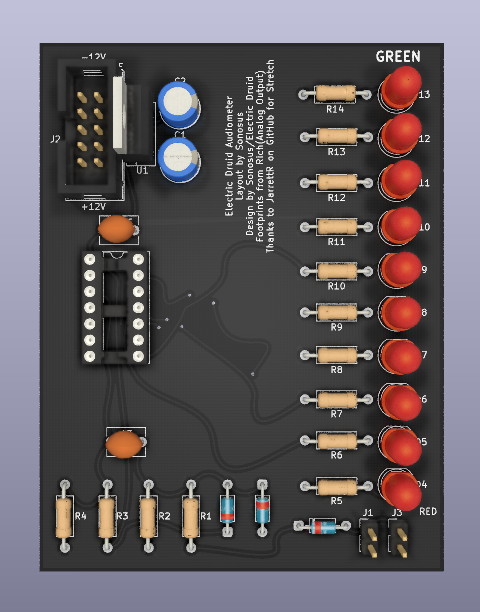 -12V
GREEN
J2
U1
C2
C1
+12V
Electric Druid Audiometer
Layout by Sonosus
Design by Sonosus/Electric Druid
Footprints from Rich(Analog Output)
Thanks to JarrettR on GitHub for Stretch
R14
13
R13
12
R12
11
R11
10
R10
9
R9
8
R8
7
R7
6
R6
5
R5
4
RED
R4
R3
R2
R1
J1
J3